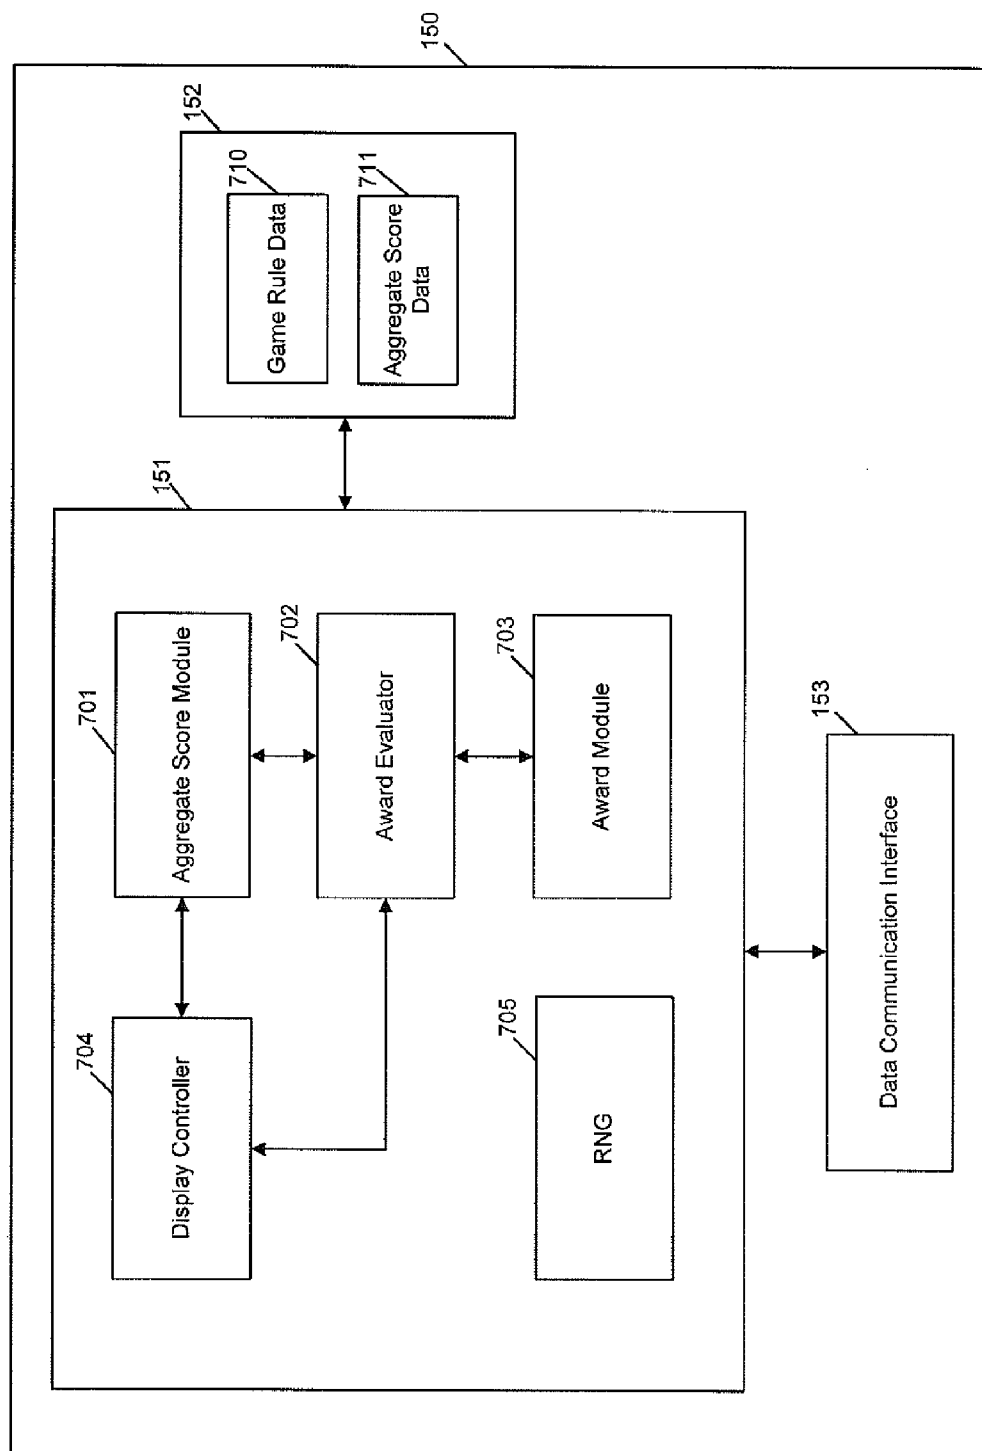 150
152
710
Game Rule Data
711
Aggregate Score
Data
151
701
Aggregate Score Module
702
Award Evaluator
703
Award Module
704
Display Controller
705
RNG
153
Data Communication Interface